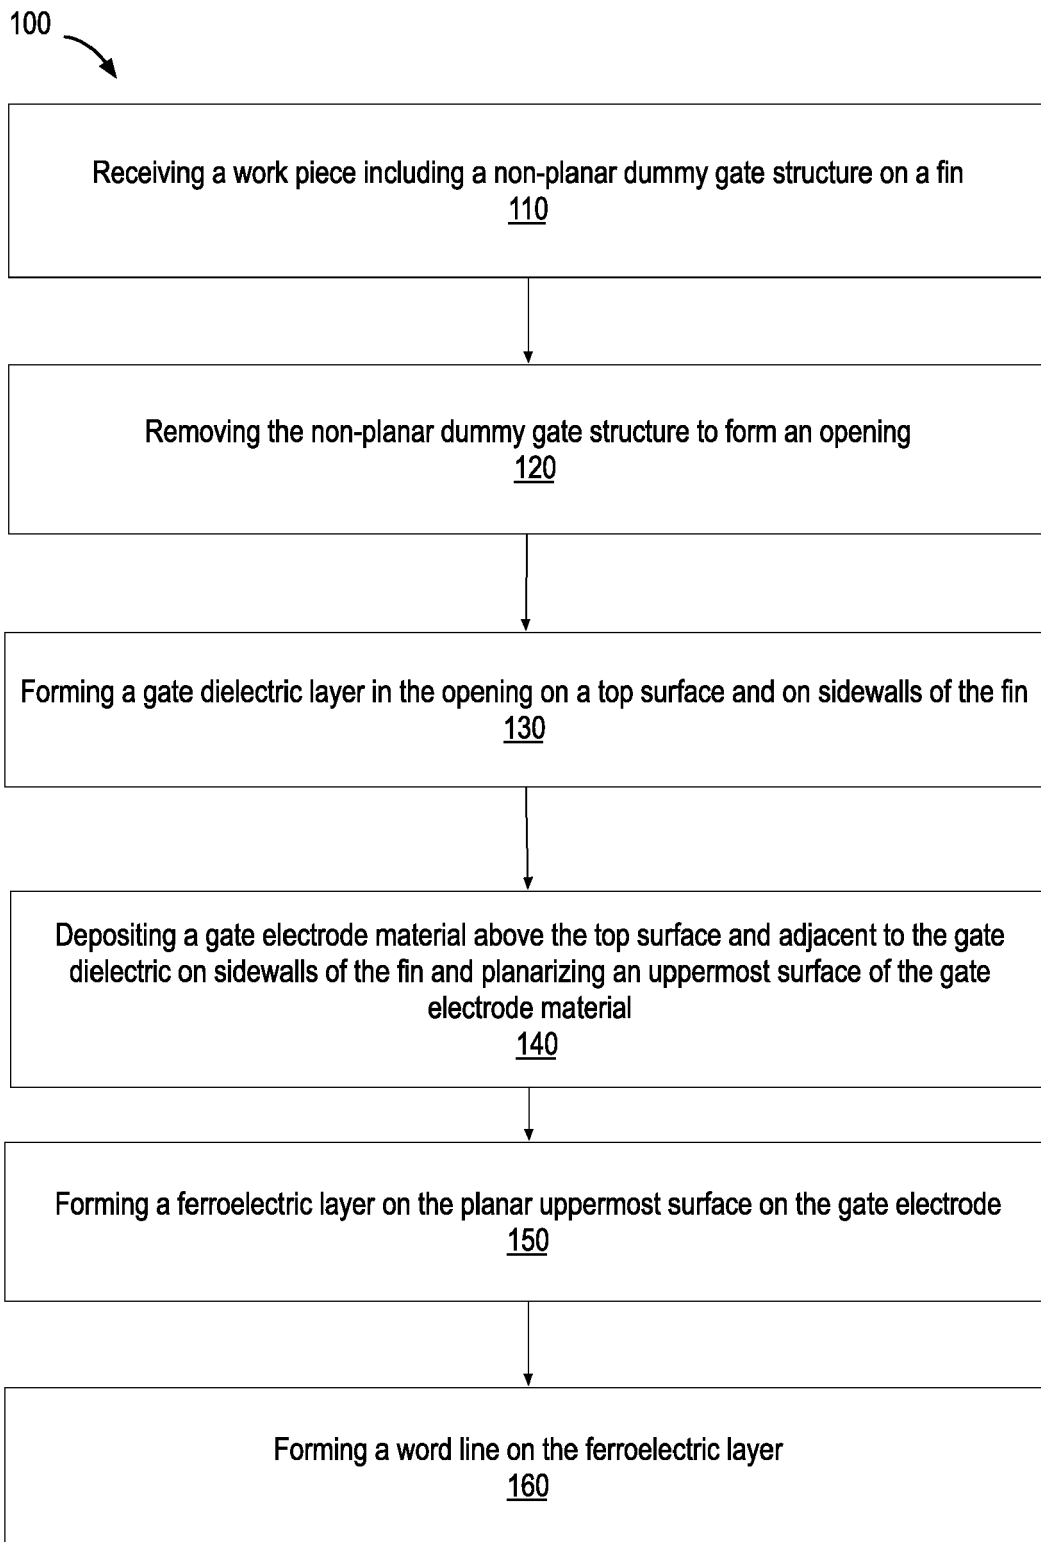 100
Receiving a work piece including a non-planar dummy gate structure on a fin
110
Removing the non-planar dummy gate structure to form an opening
120
Forming a gate dielectric layer in the opening on a top surface and on sidewalls of the fin
130
Depositing a gate electrode material above the top surface and adjacent to the gate
dielectric on sidewalls of the fin and planarizing an uppermost surface of the gate
electrode material
140
Forming a ferroelectric layer on the planar uppermost surface on the gate electrode
150
Forming a word line on the ferroelectric layer
160